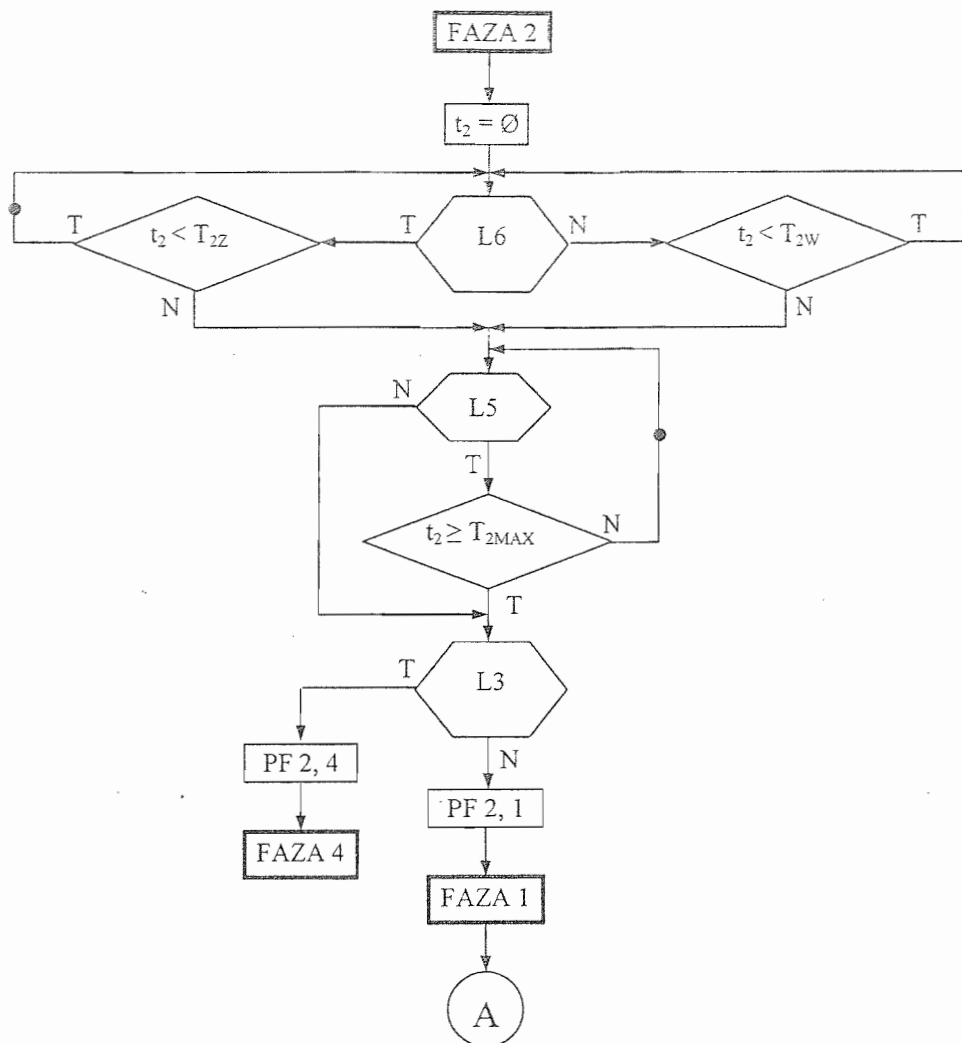 FAZA 2
t₂ = Ø
T
t₂ < T₂Z
T
L6
N
t₂ < T₂W
T
N
N
N
L5
T
t₂ ≥ T₂MAX
N
T
T
L3
PF 2, 4
N
PF 2, 1
FAZA 4
FAZA 1
A